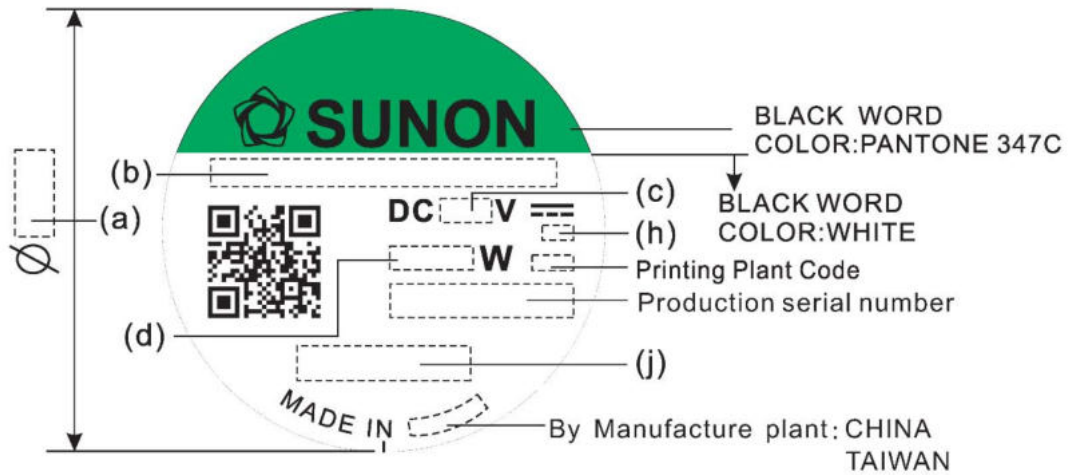 SUNON
BLACK WORD
COLOR:PANTONE 347C
(b)
(c)
(a)
DC V
BLACK WORD
COLOR:WHITE
(h)
Ø
W
Printing Plant Code
Production serial number
(d)
(j)
MADE IN
By Manufacture plant: CHINA
TAIWAN